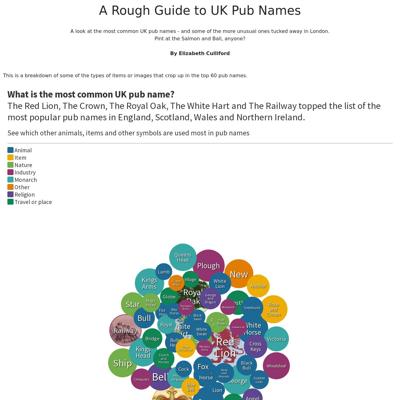 A Rough Guide to UK Pub Names
A look at the most common UK pub names - and some of the more unusual ones tucked away in London.
Pint at the Salmon and Ball, anyone?
By Elizabeth Culliford
This is a breakdown of some of the types of items or images that crop up in the top 60 pub names.
What is the most common UK pub name?
The Red Lion, The Crown, The Royal Oak, The White Hart and The Railway topped the list of the
most popular pub names in England, Scotland, Wales and Northern Ireland.
See which other animals, items and other symbols are used most in pub names
Animal
Item
Nature
Industry
Monarch
Other
Religion
Travel or place
Queens
Head
Plough
New
Lamb
Kings
Arms
White
Lion
Royal
Oak
Globe
Star
Bull
Railway
White
Horse
Victoria
Bridge
Red
Lion
Cross
Keys
Kings
Head
Ship
Cock
Fox
Black
Bull
Wheatsheaf
Bel
Horse
George
Lion
Angel